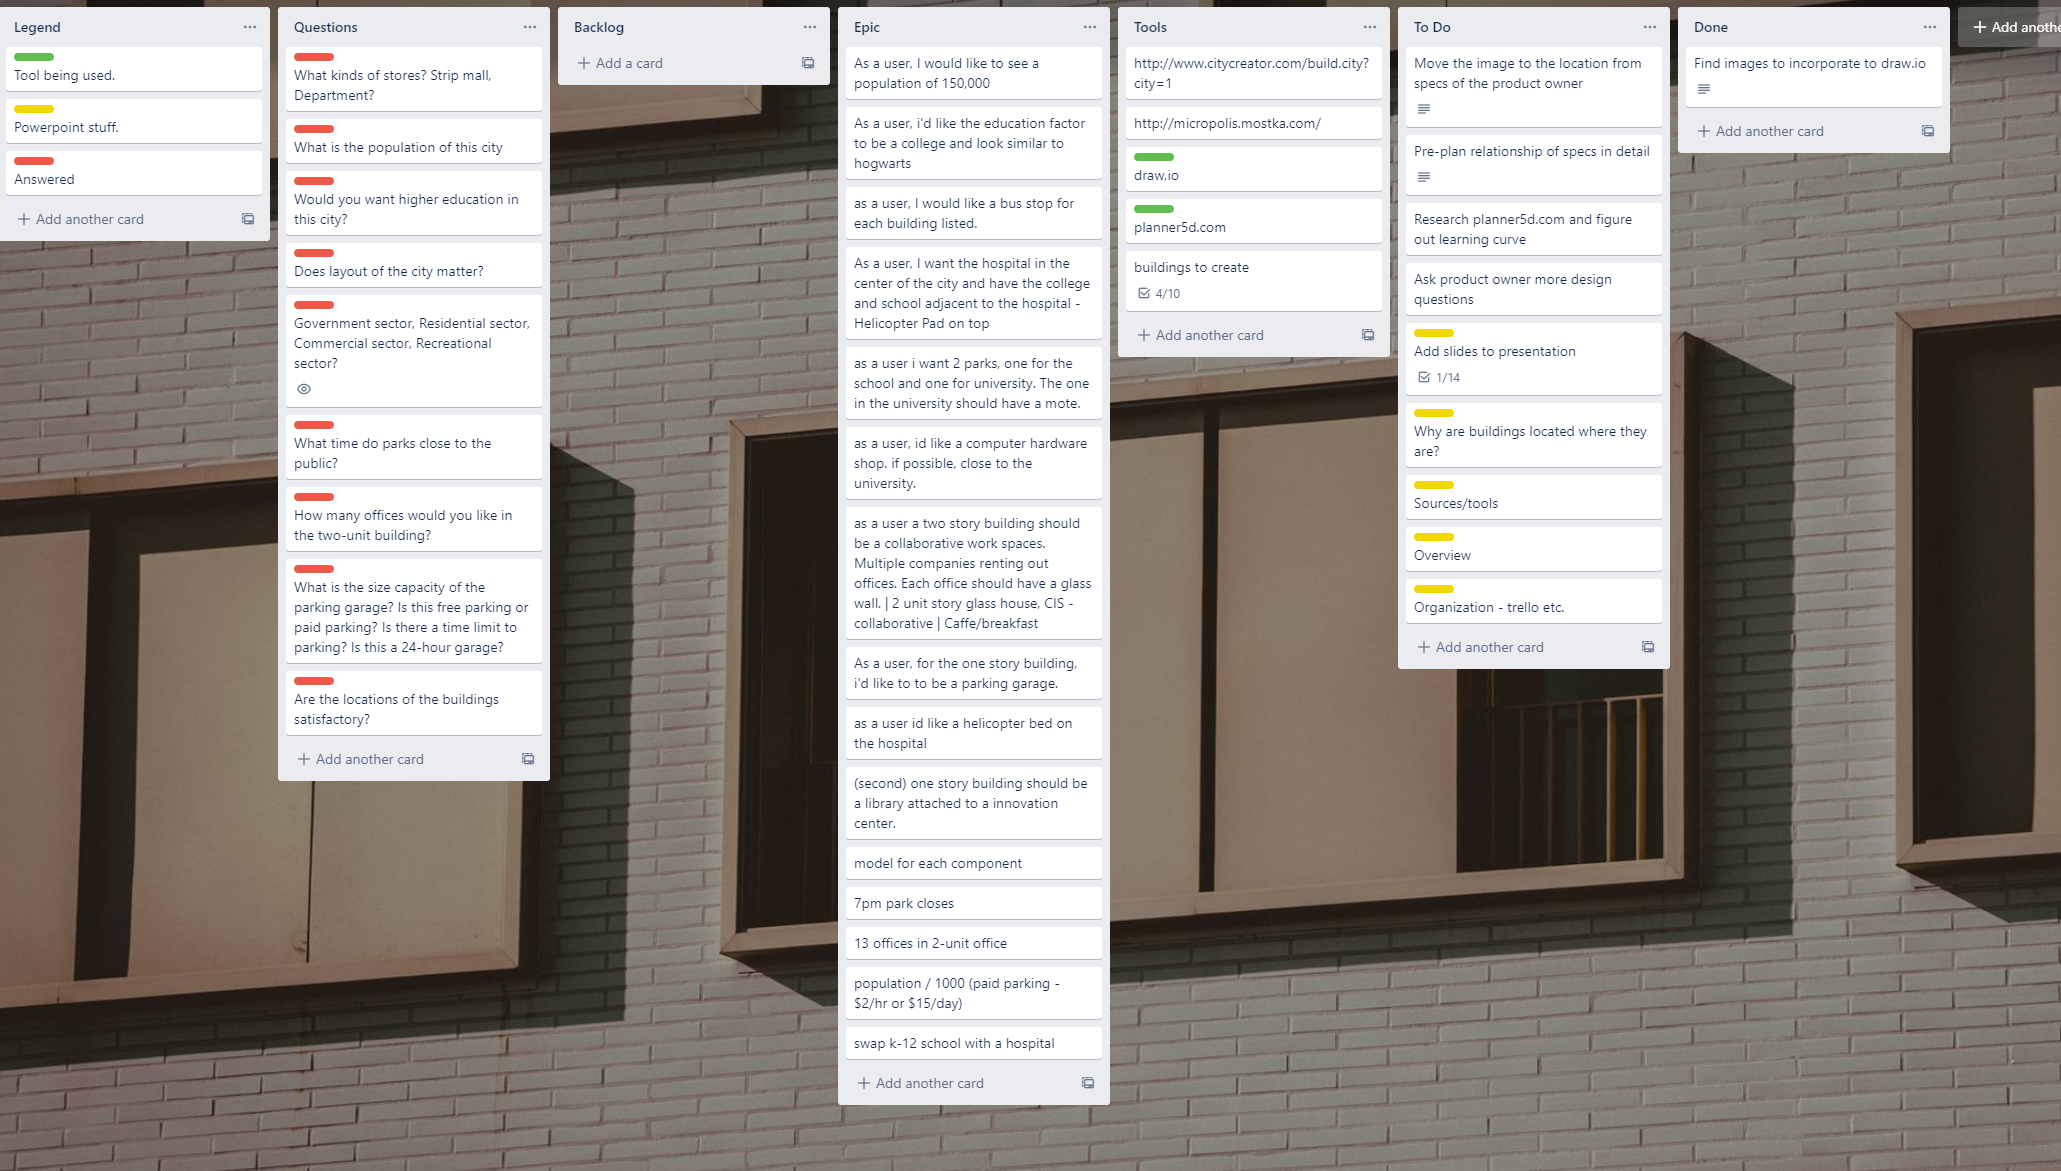 Legend
Tool being used.
Powerpoint stuff.
Answered
Add another card
Questions
What kinds of stores? Strip mall,
Department?
What is the population of this city
Would you want higher education in
this city?
Does layout of the city matter?
Government sector, Residential sector,
Commercial sector, Recreational
sector?
What time do parks close to the
public?
How many offices would you like in
the two-unit building?
What is the size capacity of the
parking garage? Is this free parking or
paid parking? Is there a time limit to
parking? Is this a 24-hour garage?
Are the locations of the buildings
satisfactory?
Add another card
Backlog
Add a card
Epic
As a user, I would like to see a
population of 150,000
As a user, i'd like the education factor
to be a college and look similar to
hogwarts
as a user, I would like a bus stop for
each building listed.
As a user, I want the hospital in the
center of the city and have the college
and school adjacent to the hospital -
Helicopter Pad on top
as a user i want 2 parks, one for the
school and one for university. The one
in the university should have a mote.
as a user, id like a computer hardware
shop. if possible, close to the
university.
as a user a two story building should
be a collaborative work spaces.
Multiple companies renting out
offices. Each office should have a glass
wall. | 2 unit story glass house, CIS -
collaborative | Caffe/breakfast
As a user, for the one story building,
i'd like to to be a parking garage.
as a user id like a helicopter bed on
the hospital
(second) one story building should be
a library attached to a innovation
center.
model for each component
7pm park closes
13 offices in 2-unit office
population / 1000 (paid parking -
$2/hr or $15/day)
swap k-12 school with a hospital
Add another card
Tools
http://www.citycreator.com/build.city?
city=1
http://micropolis.mostka.com/
draw,io
planner5d.com
buildings to create
4/10
Add another card
To Do
Move the image to the location from
specs of the product owner
Pre-plan relationship of specs in detail
Research planner5d.com and figure
out learning curve
Ask product owner more design
questions
Add slides to presentation
1/14
Why are buildings located where they
are?
Sources/tools
Overview
Organization - trello etc.
Add another card
Done
Find images to incorporate to draw.io
Add another card
Add anothe